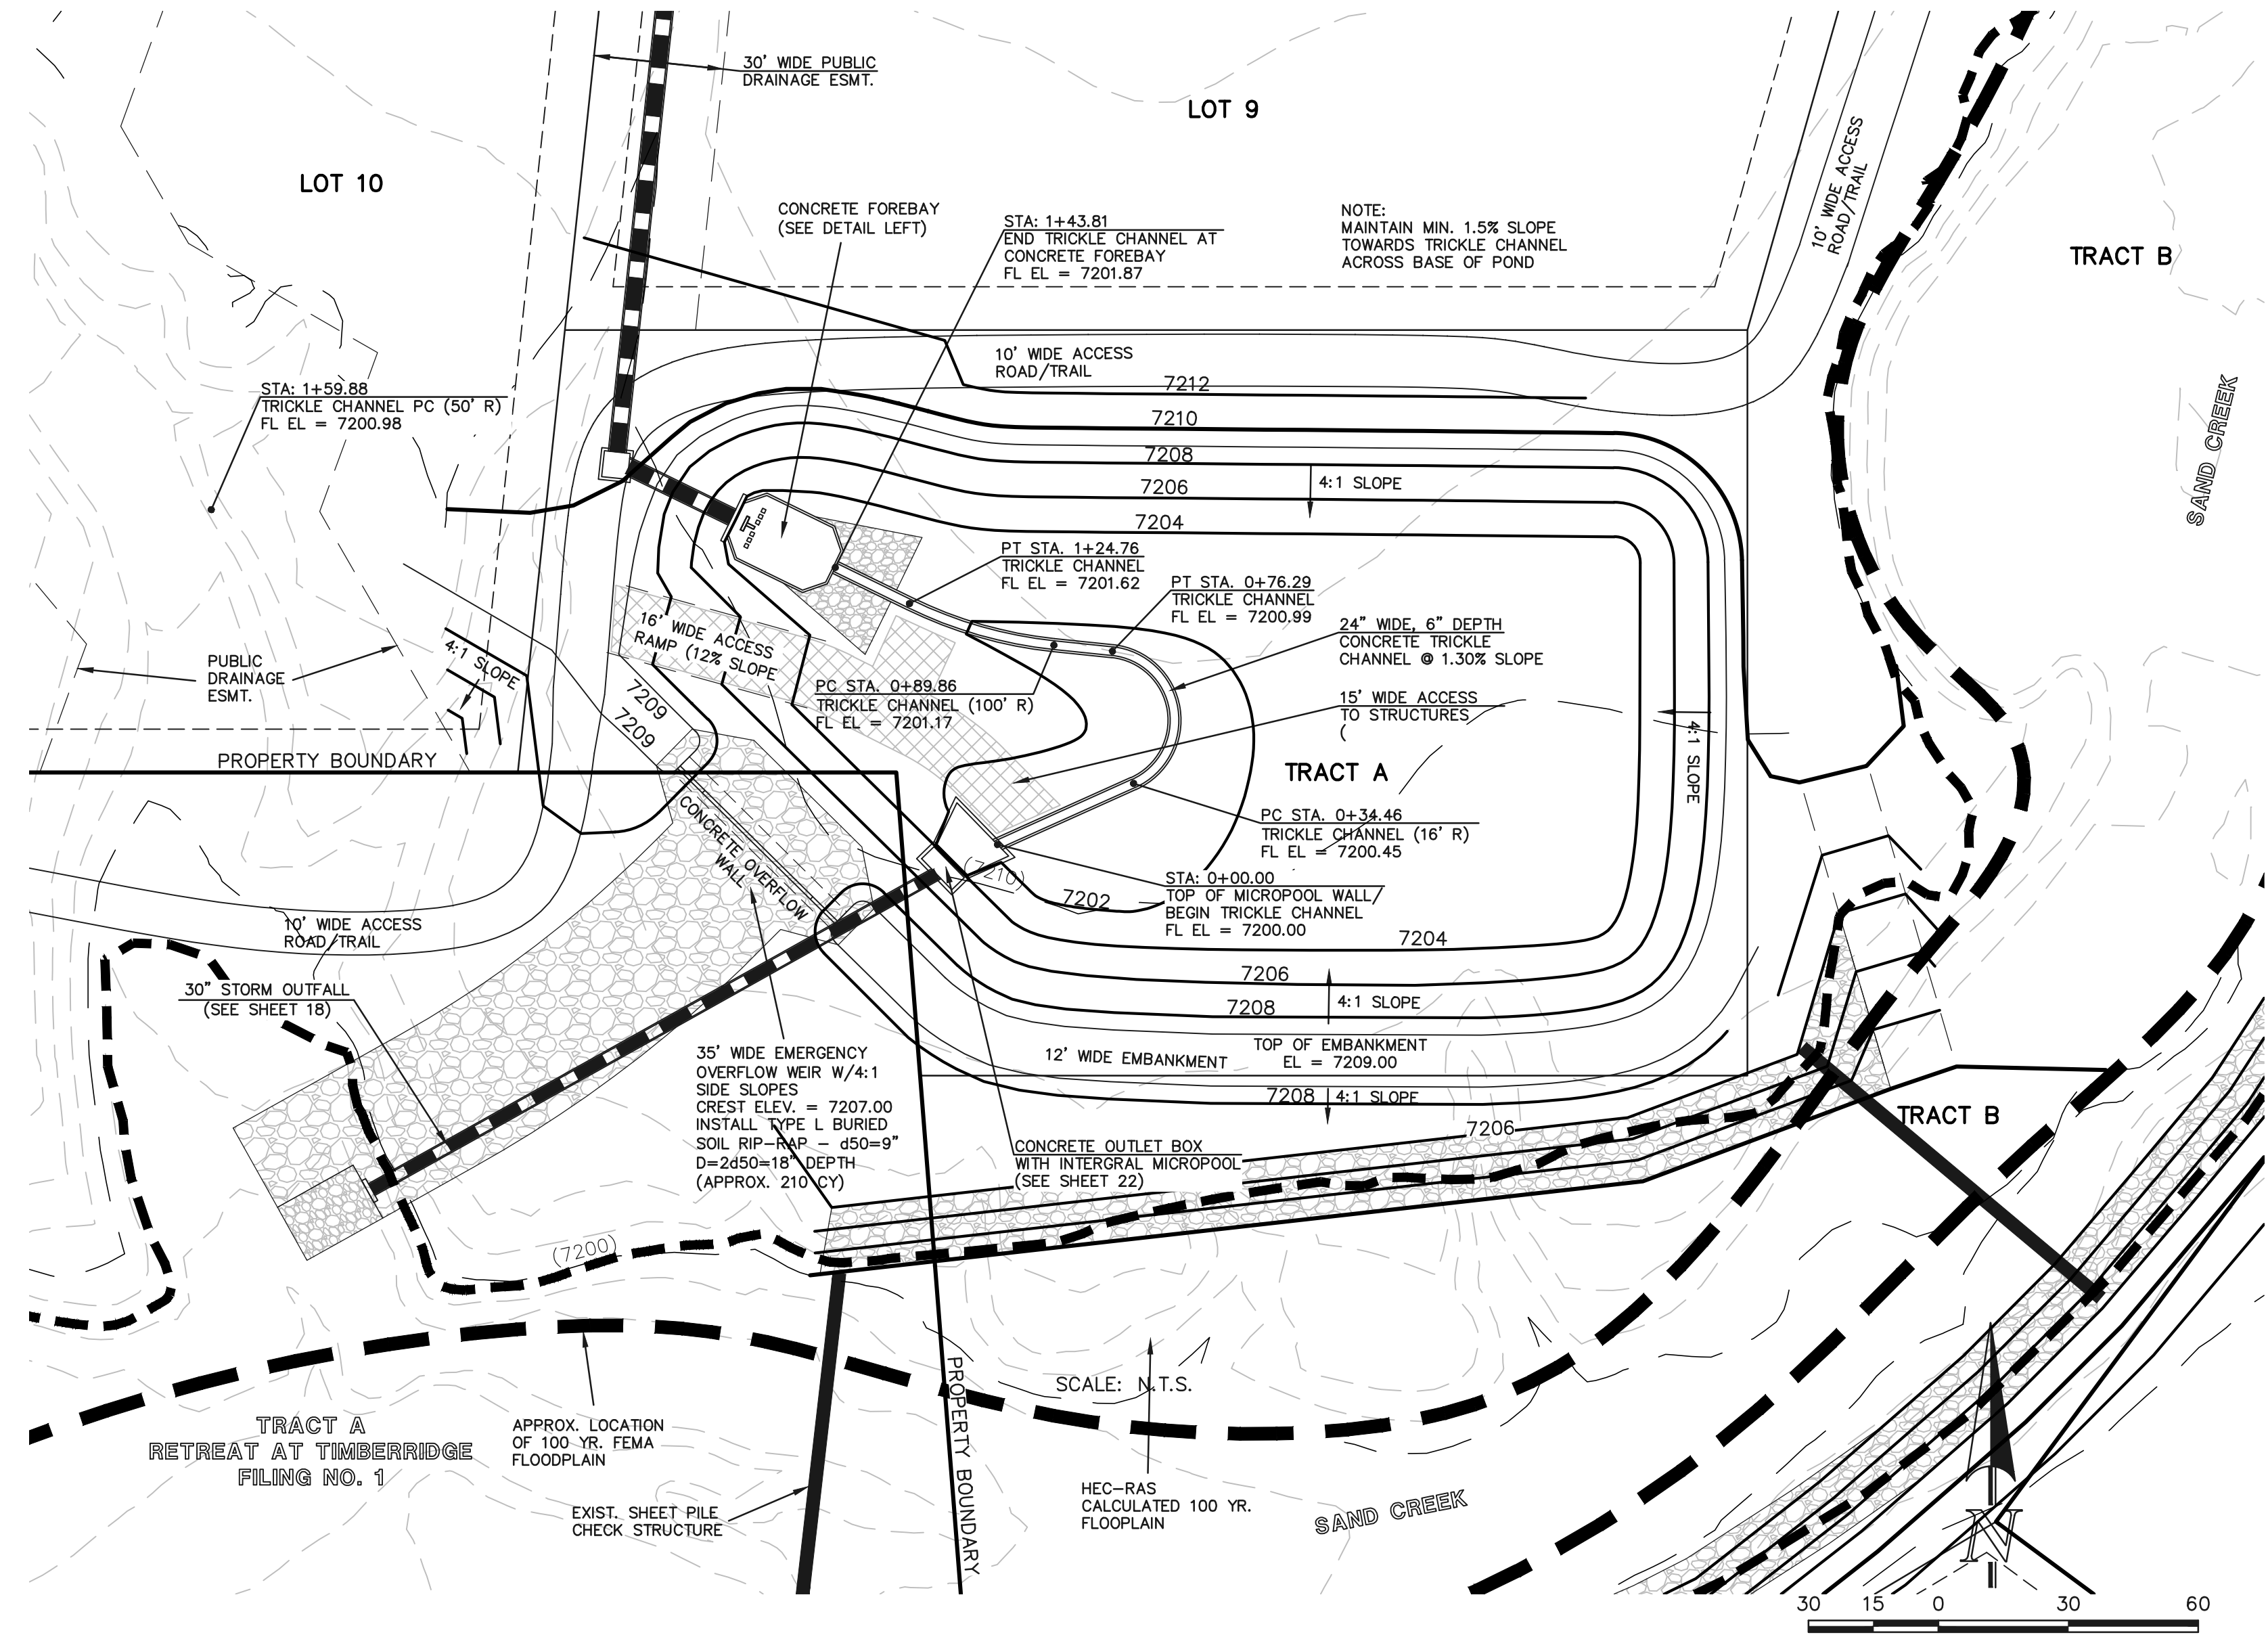 30' WIDE PUBLIC
DRAINAGE ESMT.
LOT 9
LOT 10
10' WIDE ACCESS
ROAD/TRAIL
TRACT B
CONCRETE FOREBAY
(SEE DETAIL LEFT)
STA: 1+43.81
END TRICKLE CHANNEL AT
CONCRETE FOREBAY
FL EL = 7201.87
NOTE:
MAINTAIN MIN. 1.5% SLOPE
TOWARDS TRICKLE CHANNEL
ACROSS BASE OF POND
SAND CREEK
10' WIDE ACCESS
ROAD/TRAIL
7212
STA: 1+59.88
TRICKLE CHANNEL PC (50' R)
FL EL = 7200.98
7210
7208
7206
4:1 SLOPE
7204
PT STA. 1+24.76
TRICKLE CHANNEL
FL EL = 7201.62
PT STA. 0+76.29
TRICKLE CHANNEL
FL EL = 7200.99
24" WIDE, 6" DEPTH
CONCRETE TRICKLE
CHANNEL @ 1.30% SLOPE
16' WIDE ACCESS
RAMP (12% SLOPE
4:1 SLOPE
PUBLIC
DRAINAGE
ESMT.
7209
7209
PC STA. 0+89.86
TRICKLE CHANNEL (100' R)
FL EL = 7201.17
15' WIDE ACCESS
TO STRUCTURES
(
4:1 SLOPE
PROPERTY BOUNDARY
TRACT A
CONCRETE OVERFLOW
WALL
PC STA. 0+34.46
TRICKLE CHANNEL (16' R)
FL EL = 7200.45
(7210)
STA: 0+00.00
TOP OF MICROPOOL WALL/
BEGIN TRICKLE CHANNEL
FL EL = 7200.00
7202
10' WIDE ACCESS
ROAD/TRAIL
7204
7206
30" STORM OUTFALL
(SEE SHEET 18)
7208
4:1 SLOPE
35' WIDE EMERGENCY
OVERFLOW WEIR W/4:1
SIDE SLOPES
CREST ELEV. = 7207.00
INSTALL TYPE L BURIED
SOIL RIP-RAP - d50=9"
D=2d50=18" DEPTH
(APPROX. 210 CY)
12' WIDE EMBANKMENT
TOP OF EMBANKMENT
EL = 7209.00
7208
4:1 SLOPE
TRACT B
7206
CONCRETE OUTLET BOX
WITH INTERGRAL MICROPOOL
(SEE SHEET 22)
(7200)
PROPERTY BOUNDARY
SCALE: N.T.S.
TRACT A
RETREAT AT TIMBERRIDGE
FILING NO. 1
APPROX. LOCATION
OF 100 YR. FEMA
FLOODPLAIN
EXIST. SHEET PILE
CHECK STRUCTURE
HEC-RAS
CALCULATED 100 YR.
FLOOPLAIN
SAND CREEK
N
30 15 0 30 60